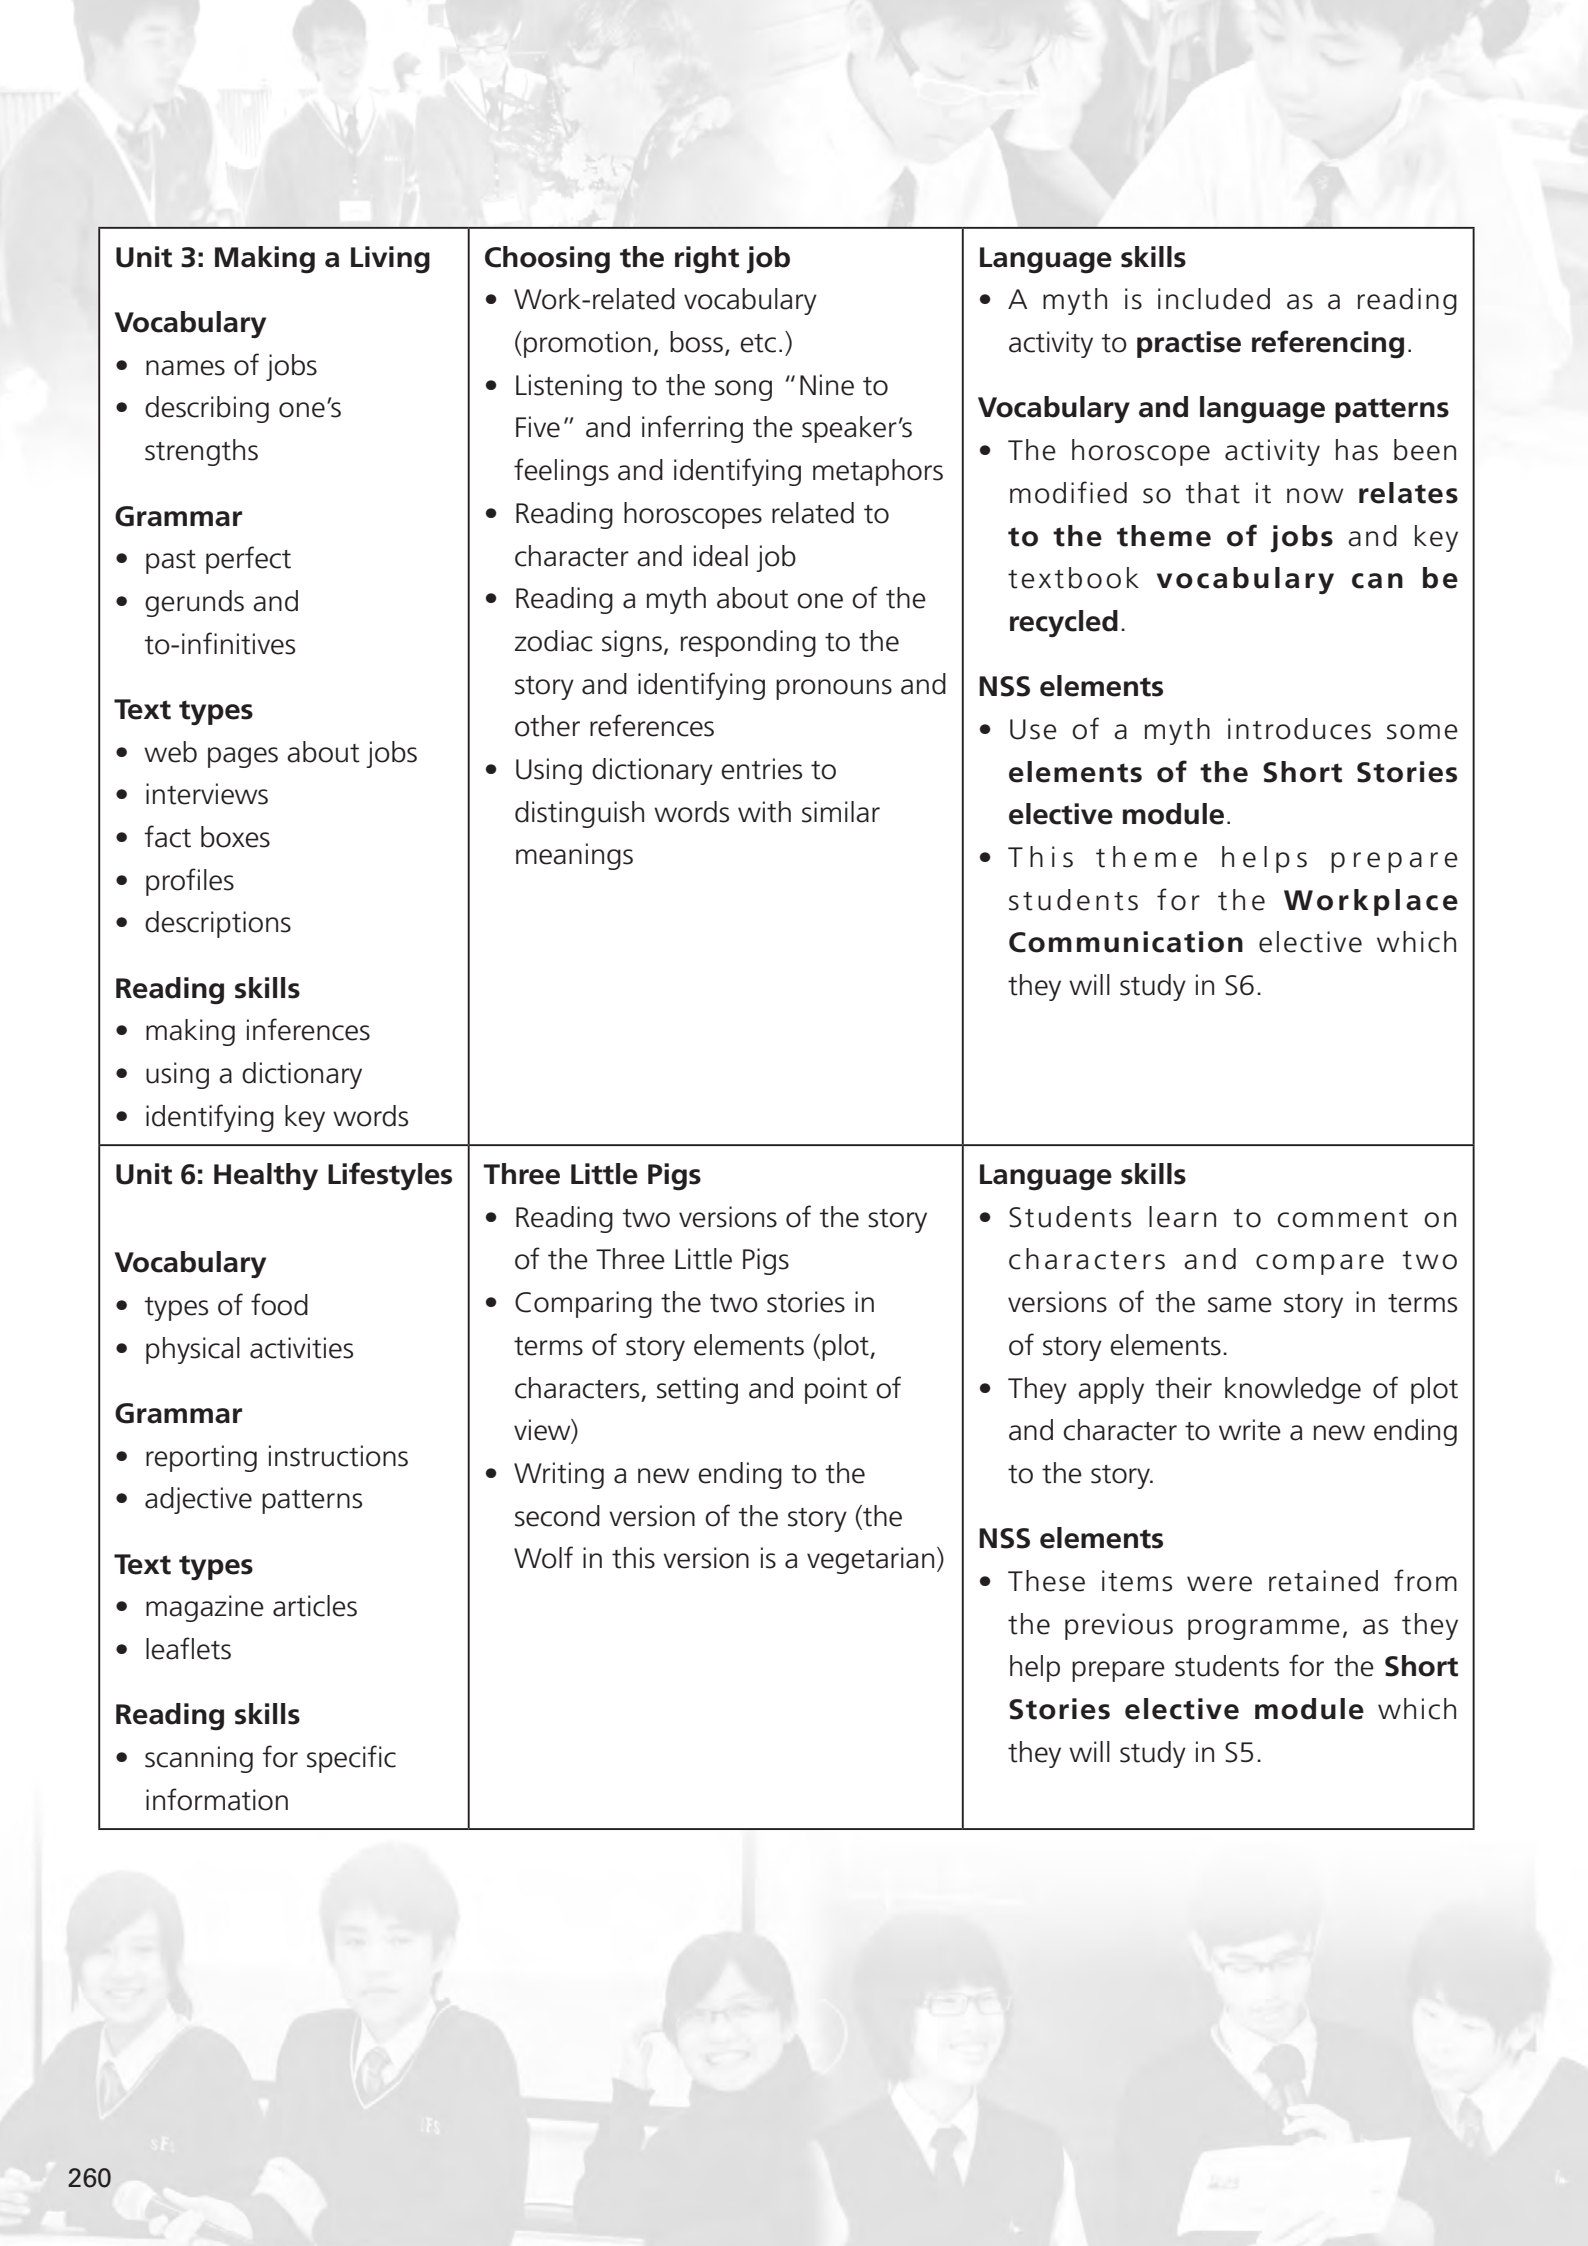 Unit 3: Making a Living
Vocabulary
• names of jobs
• describing one's
strengths
Grammar
• past perfect
• gerunds and
to-infinitives
Text types
• web pages about jobs
• interviews
• fact boxes
• profiles
• descriptions
Reading skills
• making inferences
• using a dictionary
• identifying key words
Choosing the right job
• Work-related vocabulary
(promotion, boss, etc.)
• Listening to the song "Nine to
Five" and inferring the speaker's
feelings and identifying metaphors
• Reading horoscopes related to
character and ideal job
• Reading a myth about one of the
zodiac signs, responding to the
story and identifying pronouns and
other references
• Using dictionary entries to
distinguish words with similar
meanings
Language skills
• A myth is included as a reading
activity to practise referencing.
Vocabulary and language patterns
• The horoscope activity has been
modified so that it now relates
to the theme of jobs and key
textbook vocabulary can be
recycled.
NSS elements
• Use of a myth introduces some
elements of the Short Stories
elective module.
• This theme helps prepare
students for the Workplace
Communication elective which
they will study in S6.
Unit 6: Healthy Lifestyles
Vocabulary
• types of food
• physical activities
Grammar
• reporting instructions
• adjective patterns
Text types
• magazine articles
• leaflets
Reading skills
• scanning for specific
information
Three Little Pigs
• Reading two versions of the story
of the Three Little Pigs
• Comparing the two stories in
terms of story elements (plot,
characters, setting and point of
view)
• Writing a new ending to the
second version of the story (the
Wolf in this version is a vegetarian)
Language skills
• Students learn to comment on
characters and compare two
versions of the same story in terms
of story elements.
• They apply their knowledge of plot
and character to write a new ending
to the story.
NSS elements
• These items were retained from
the previous programme, as they
help prepare students for the Short
Stories elective module which
they will study in S5.
SFS
260